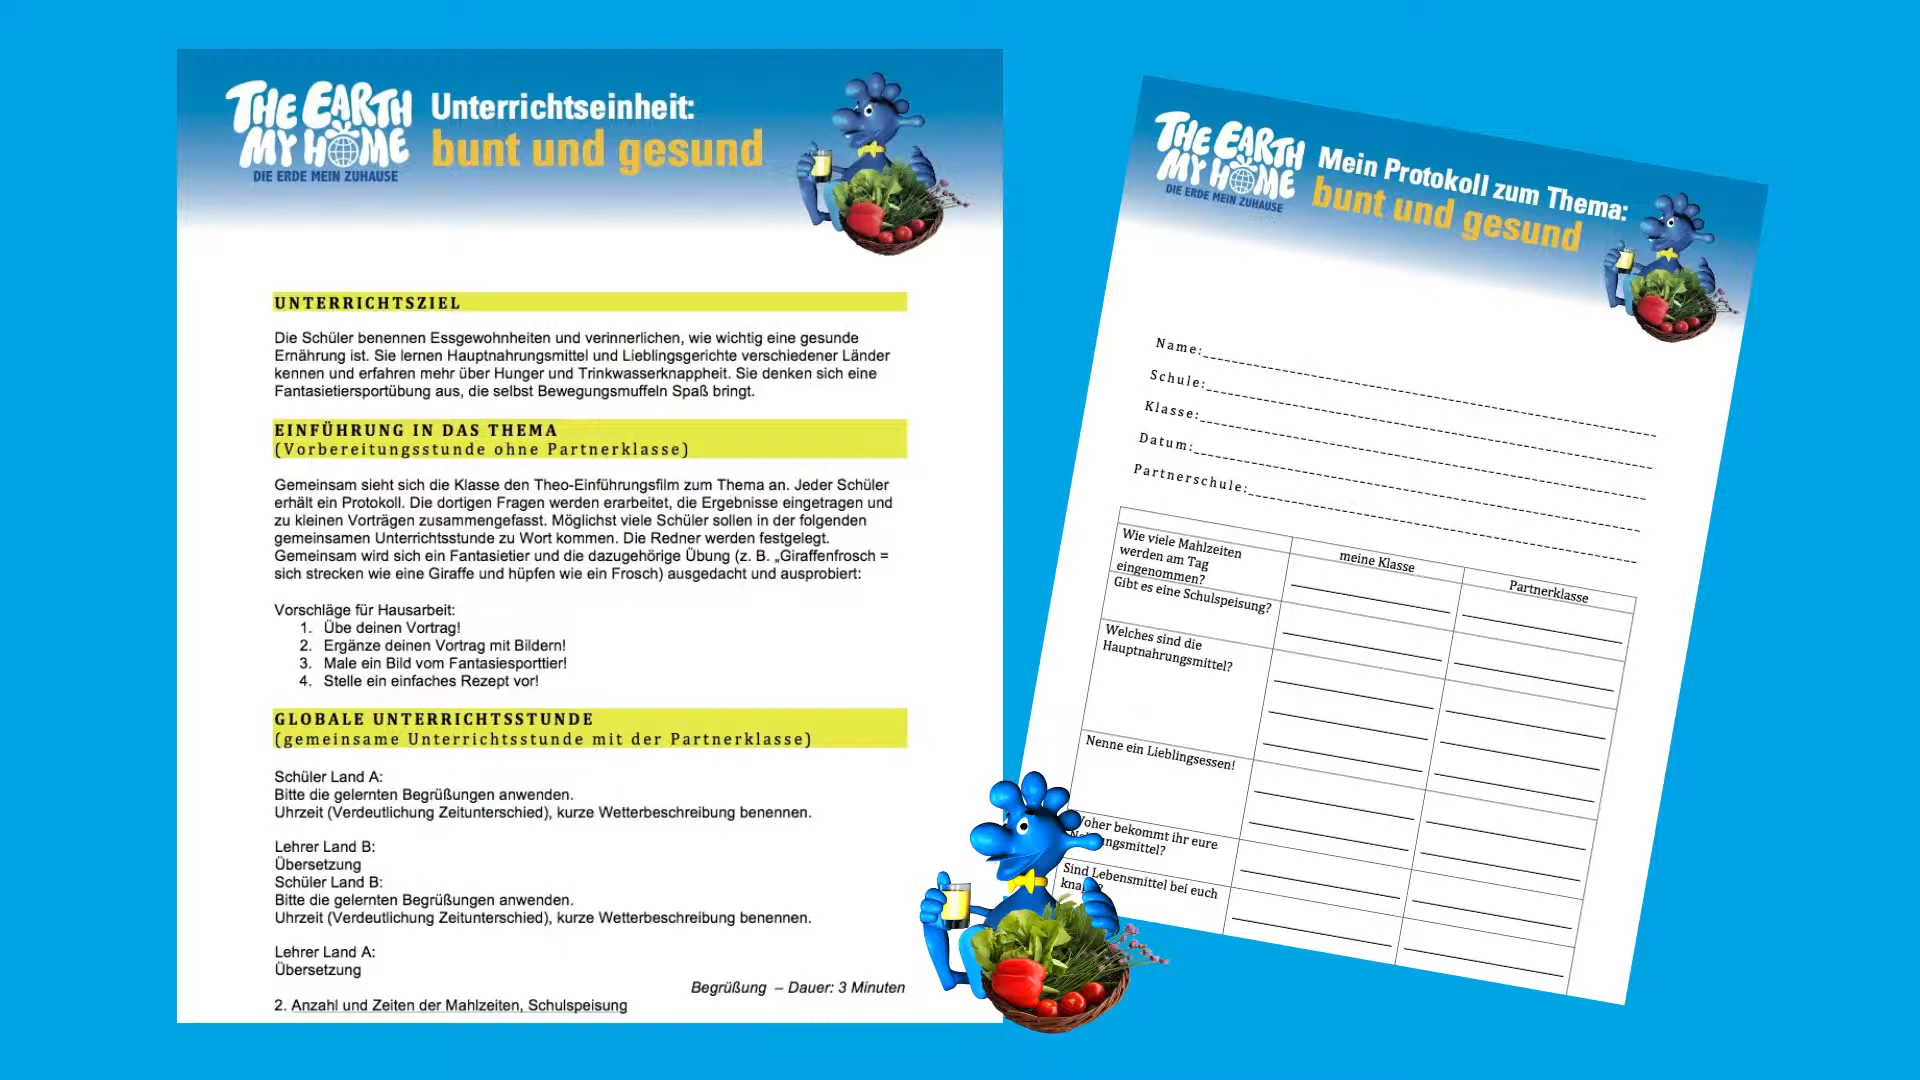 THE EARTH
MY HOME
DIE ERDE MEIN ZUHAUSE
Unterrichtseinheit:
bunt und gesund
UNTERRICHTSZIEL
Die Schüler benennen Essgewohnheiten und verinnerlichen, wie wichtig eine gesunde
Ernährung ist. Sie lernen Hauptnahrungsmittel und Lieblingsgerichte verschiedener Länder
kennen und erfahren mehr über Hunger und Trinkwasserknappheit. Sie denken sich eine
Fantasietiersportübung aus, die selbst Bewegungsmuffeln Spaß bringt.
EINFÜHRUNG IN DAS THEMA
(Vorbereitungsstunde ohne Partnerklasse)
Gemeinsam sieht sich die Klasse den Theo-Einführungsfilm zum Thema an. Jeder Schüler
erhält ein Protokoll. Die dortigen Fragen werden erarbeitet, die Ergebnisse eingetragen und
zu kleinen Vorträgen zusammengefasst. Möglichst viele Schüler sollen in der folgenden
gemeinsamen Unterrichtsstunde zu Wort kommen. Die Redner werden festgelegt.
Gemeinsam wird sich ein Fantasietier und die dazugehörige Übung (z. B. „Giraffenfrosch =
sich strecken wie eine Giraffe und hüpfen wie ein Frosch) ausgedacht und ausprobiert:
Vorschläge für Hausarbeit:
1. Übe deinen Vortrag!
2. Ergänze deinen Vortrag mit Bildern!
3. Male ein Bild vom Fantasiesporttier!
4. Stelle ein einfaches Rezept vor!
GLOBALE UNTERRICHTSSTUNDE
(gemeinsame Unterrichtsstunde mit der Partnerklasse)
Schüler Land A:
Bitte die gelernten Begrüßungen anwenden.
Uhrzeit (Verdeutlichung Zeitunterschied), kurze Wetterbeschreibung benennen.
Lehrer Land B:
Übersetzung
Schüler Land B:
Bitte die gelernten Begrüßungen anwenden.
Uhrzeit (Verdeutlichung Zeitunterschied), kurze Wetterbeschreibung benennen.
Lehrer Land A:
Übersetzung
Begrüßung – Dauer: 3 Minuten
2. Anzahl und Zeiten der Mahlzeiten, Schulspeisung
THE EARTH
MY HOME
DIE ERDE MEIN ZUHAUSE
Mein Protokoll zum Thema:
bunt und gesund
Name:
Schule:
Klasse:
Datum:
Partnerschule:
meine Klasse
Partnerklasse
Wie viele Mahlzeiten
werden am Tag
eingenommen?
Gibt es eine Schulspeisung?
Welches sind die
Hauptnahrungsmittel?
Nenne ein Lieblingsessen!
bekommt ihr eure
Sind Lebensmittel bei euch